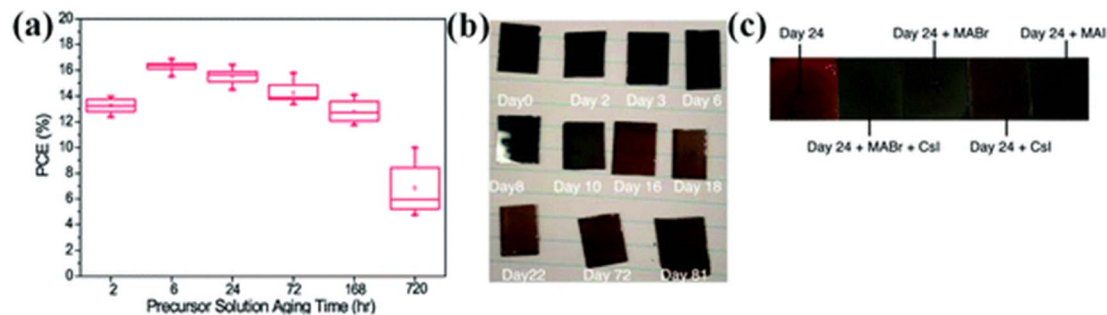 (a)
20
18
16
14
12
10
8
6
4
2
0
PCE (%)
2 6 24 72 168 720
Precursor Solution Aging Time (hr)
(b)
Day0 Day 2 Day 3 Day 6
Day8 Day 10 Day 16 Day 18
Day22 Day 72 Day 81
(c)
Day 24 Day 24 + MABr Day 24 + MAI
Day 24 + MABr + CsI Day 24 + CsI